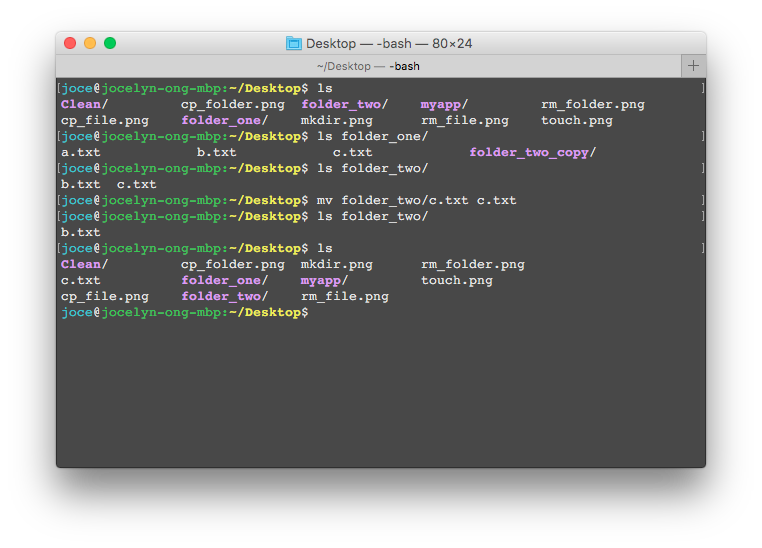 Desktop — -bash — 80×24
~/Desktop — -bash +
[joce@jocelyn-ong-mbp:~/Desktop$ ls ]
Clean/ cp_folder.png folder_two/ myapp/ rm_folder.png
cp_file.png folder_one/ mkdir.png rm_file.png touch.png
[joce@jocelyn-ong-mbp:~/Desktop$ ls folder_one/ ]
a.txt b.txt c.txt folder_two_copy/
[joce@jocelyn-ong-mbp:~/Desktop$ ls folder_two/ ]
b.txt c.txt
[joce@jocelyn-ong-mbp:~/Desktop$ mv folder_two/c.txt c.txt ]
[joce@jocelyn-ong-mbp:~/Desktop$ ls folder_two/ ]
b.txt
[joce@jocelyn-ong-mbp:~/Desktop$ ls ]
Clean/ cp_folder.png mkdir.png rm_folder.png
c.txt folder_one/ myapp/ touch.png
cp_file.png folder_two/ rm_file.png
joce@jocelyn-ong-mbp:~/Desktop$